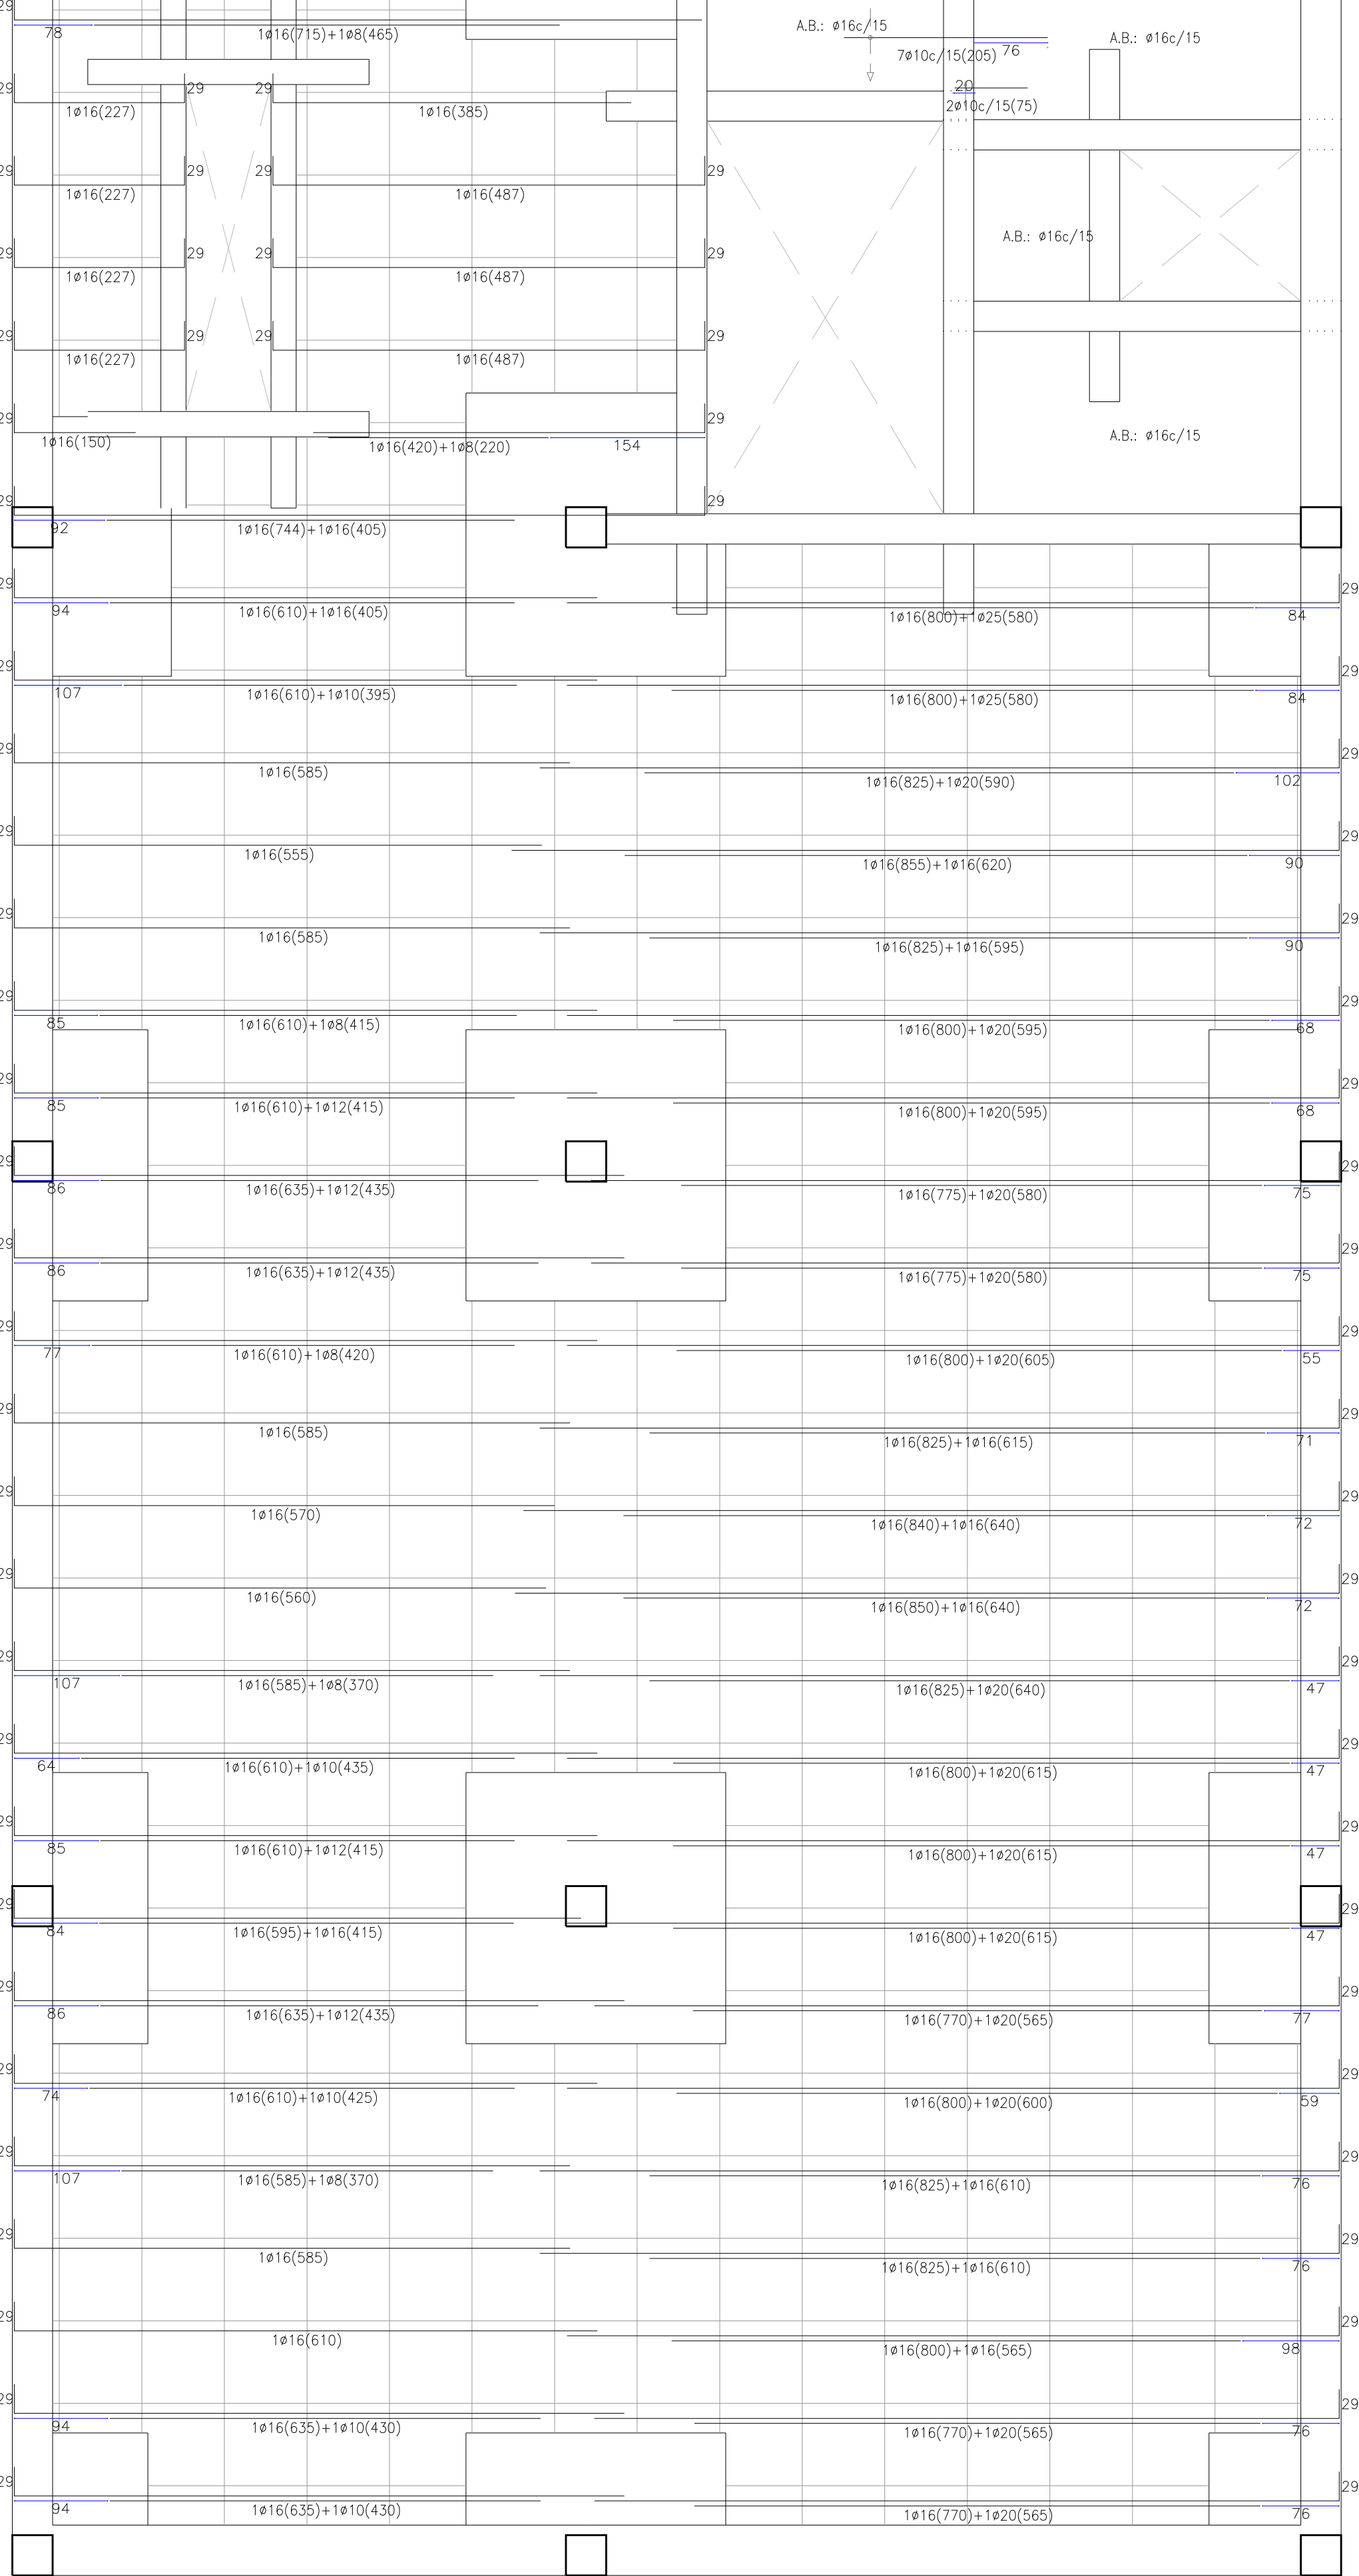 29
78
1ø16(715)+1ø8(465)
A.B.: ø16c/15
7ø10c/15(205)
76
A.B.: ø16c/15
29
29
29
20
2ø10c/15(75)
1ø16(227)
1ø16(385)
29
29
29
29
1ø16(227)
1ø16(487)
A.B.: ø16c/15
29
29
29
29
1ø16(227)
1ø16(487)
29
29
29
29
1ø16(227)
1ø16(487)
29
29
1ø16(150)
1ø16(420)+1ø8(220)
154
A.B.: ø16c/15
29
29
92
1ø16(744)+1ø16(405)
29
29
94
1ø16(610)+1ø16(405)
1ø16(800)+1ø25(580)
84
29
29
107
1ø16(610)+1ø10(395)
1ø16(800)+1ø25(580)
84
29
29
1ø16(585)
1ø16(825)+1ø20(590)
102
29
29
1ø16(555)
1ø16(855)+1ø16(620)
90
29
29
1ø16(585)
1ø16(825)+1ø16(595)
90
29
29
85
1ø16(610)+1ø8(415)
1ø16(800)+1ø20(595)
68
29
29
85
1ø16(610)+1ø12(415)
1ø16(800)+1ø20(595)
68
29
29
86
1ø16(635)+1ø12(435)
1ø16(775)+1ø20(580)
75
29
29
86
1ø16(635)+1ø12(435)
1ø16(775)+1ø20(580)
75
29
29
77
1ø16(610)+1ø8(420)
1ø16(800)+1ø20(605)
55
29
29
1ø16(585)
1ø16(825)+1ø16(615)
71
29
29
1ø16(570)
1ø16(840)+1ø16(640)
72
29
29
1ø16(560)
1ø16(850)+1ø16(640)
72
29
29
107
1ø16(585)+1ø8(370)
1ø16(825)+1ø20(640)
47
29
29
64
1ø16(610)+1ø10(435)
1ø16(800)+1ø20(615)
47
29
29
85
1ø16(610)+1ø12(415)
1ø16(800)+1ø20(615)
47
29
29
84
1ø16(595)+1ø16(415)
1ø16(800)+1ø20(615)
47
29
29
86
1ø16(635)+1ø12(435)
1ø16(770)+1ø20(565)
77
29
29
74
1ø16(610)+1ø10(425)
1ø16(800)+1ø20(600)
59
29
29
107
1ø16(585)+1ø8(370)
1ø16(825)+1ø16(610)
76
29
29
1ø16(585)
1ø16(825)+1ø16(610)
76
29
29
1ø16(610)
1ø16(800)+1ø16(565)
98
29
29
94
1ø16(635)+1ø10(430)
1ø16(770)+1ø20(565)
76
29
29
94
1ø16(635)+1ø10(430)
1ø16(770)+1ø20(565)
76